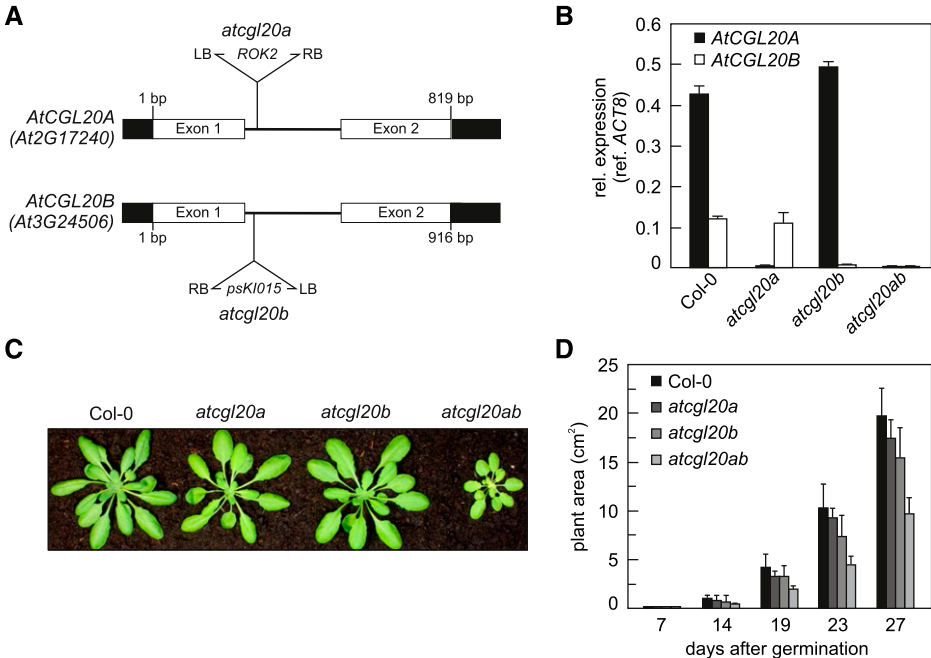 A
atcgl20a
LB ROK2 RB
1 bp 819 bp
AtCGL20A
(At2G17240)
Exon 1 Exon 2
AtCGL20B
(At3G24506)
Exon 1 Exon 2
1 bp 916 bp
RB psKI015 LB
atcgl20b
B
rel. expression
(ref. ACT8)
0.6
0.5
0.4
0.3
0.2
0.1
0
AtCGL20A
AtCGL20B
Col-0 atcgl20a atcgl20b atcgl20ab
C
Col-0 atcgl20a atcgl20b atcgl20ab
D
plant area (cm²)
25
20
15
10
5
0
Col-0
atcgl20a
atcgl20b
atcgl20ab
7 14 19 23 27
days after germination